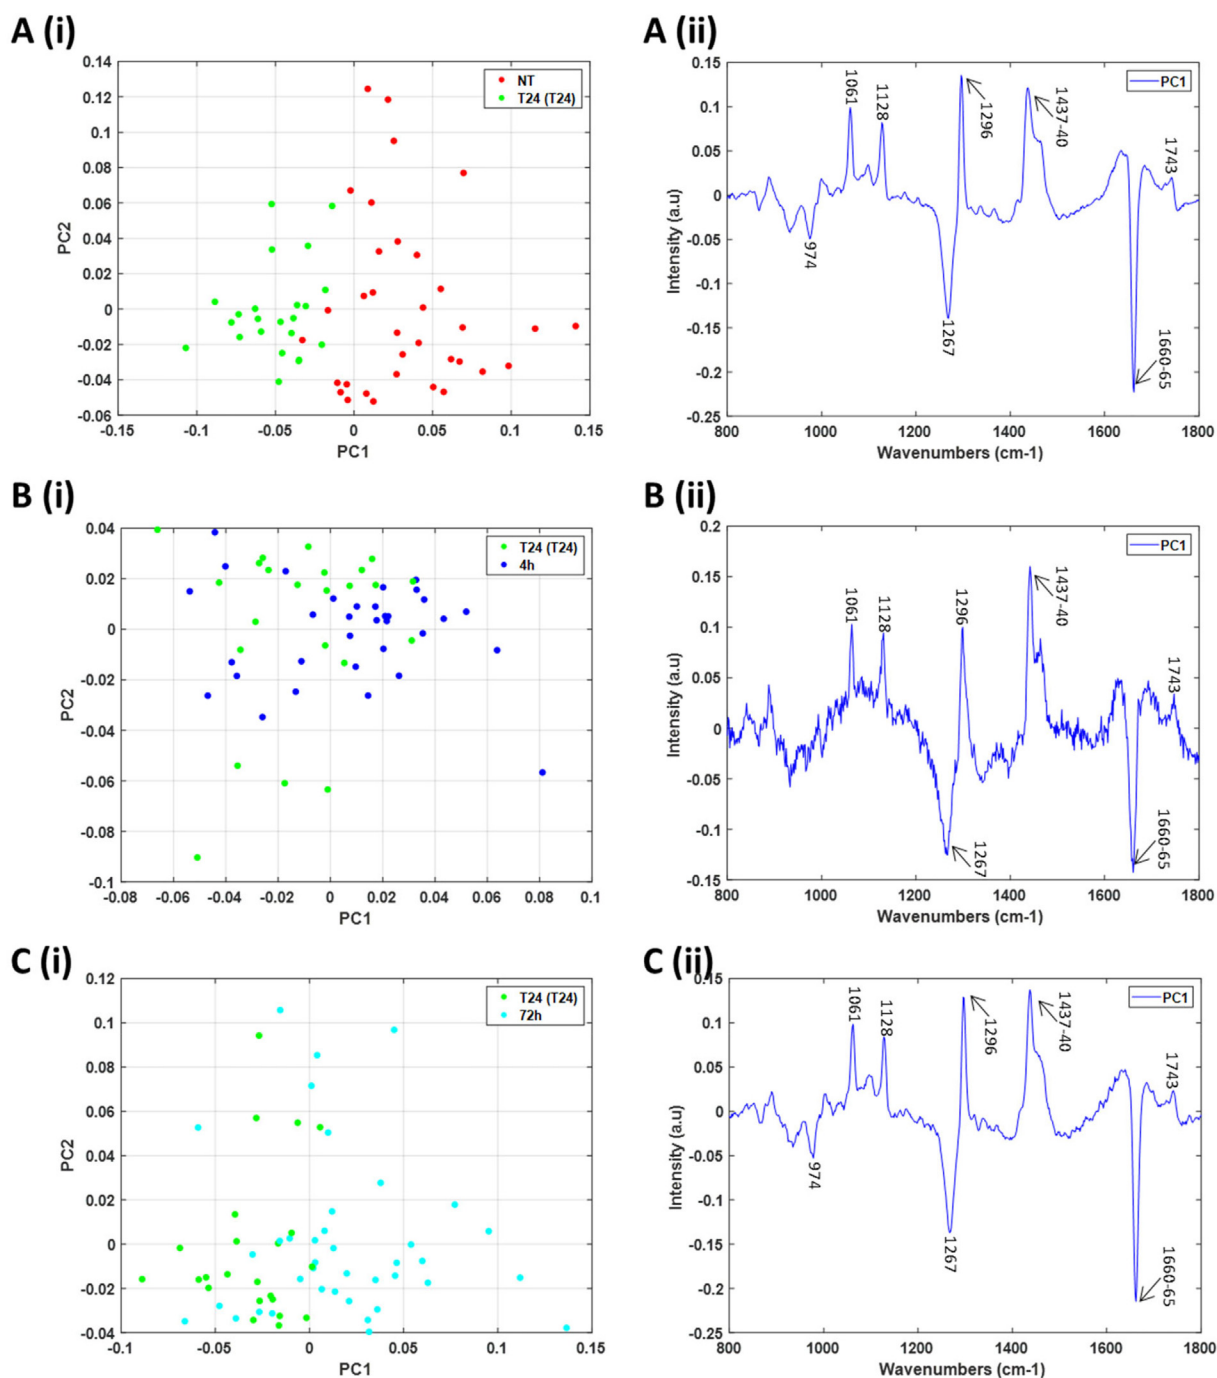 A (i)
0.14
0.12
0.1
0.08
0.06
0.04
0.02
0
-0.02
-0.04
-0.06
PC2
NT
T24 (T24)
-0.15 -0.1 -0.05 0 0.05 0.1 0.15
PC1
A (ii)
0.15
0.1
0.05
0
-0.05
-0.1
-0.15
-0.2
-0.25
Intensity (a.u)
PC1
1061
1128
1296
1437-40
1743
974
1267
1660-65
800 1000 1200 1400 1600 1800
Wavenumbers (cm-1)
B (i)
0.04
0.02
0
-0.02
-0.04
-0.06
-0.08
-0.1
PC2
T24 (T24)
4h
-0.08 -0.06 -0.04 -0.02 0 0.02 0.04 0.06 0.08 0.1
PC1
B (ii)
0.2
0.15
0.1
0.05
0
-0.05
-0.1
-0.15
Intensity (a.u)
PC1
1061
1128
1296
1437-40
1743
1267
1660-65
800 1000 1200 1400 1600 1800
Wavenumbers (cm-1)
C (i)
0.12
0.1
0.08
0.06
0.04
0.02
0
-0.02
-0.04
PC2
T24 (T24)
72h
-0.1 -0.05 0 0.05 0.1 0.15
PC1
C (ii)
0.15
0.1
0.05
0
-0.05
-0.1
-0.15
-0.2
-0.25
Intensity (a.u)
PC1
1061
1128
1296
1437-40
1743
974
1267
1660-65
800 1000 1200 1400 1600 1800
Wavenumbers (cm-1)